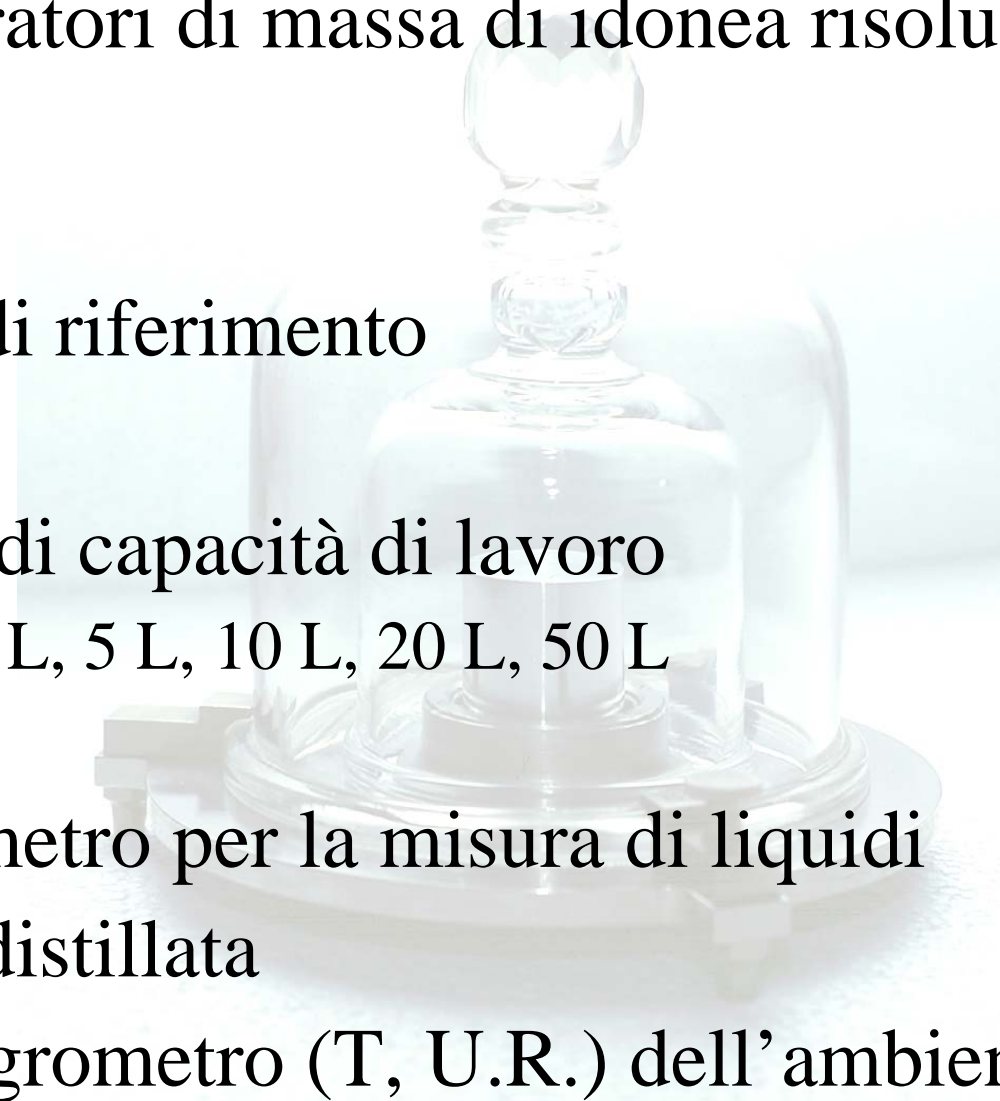 ratori di massa di idonea risolu
di riferimento
di capacità di lavoro
L, 5 L, 10 L, 20 L, 50 L
metro per la misura di liquidi
distillata
grometro (T, U.R.) dell’ambien